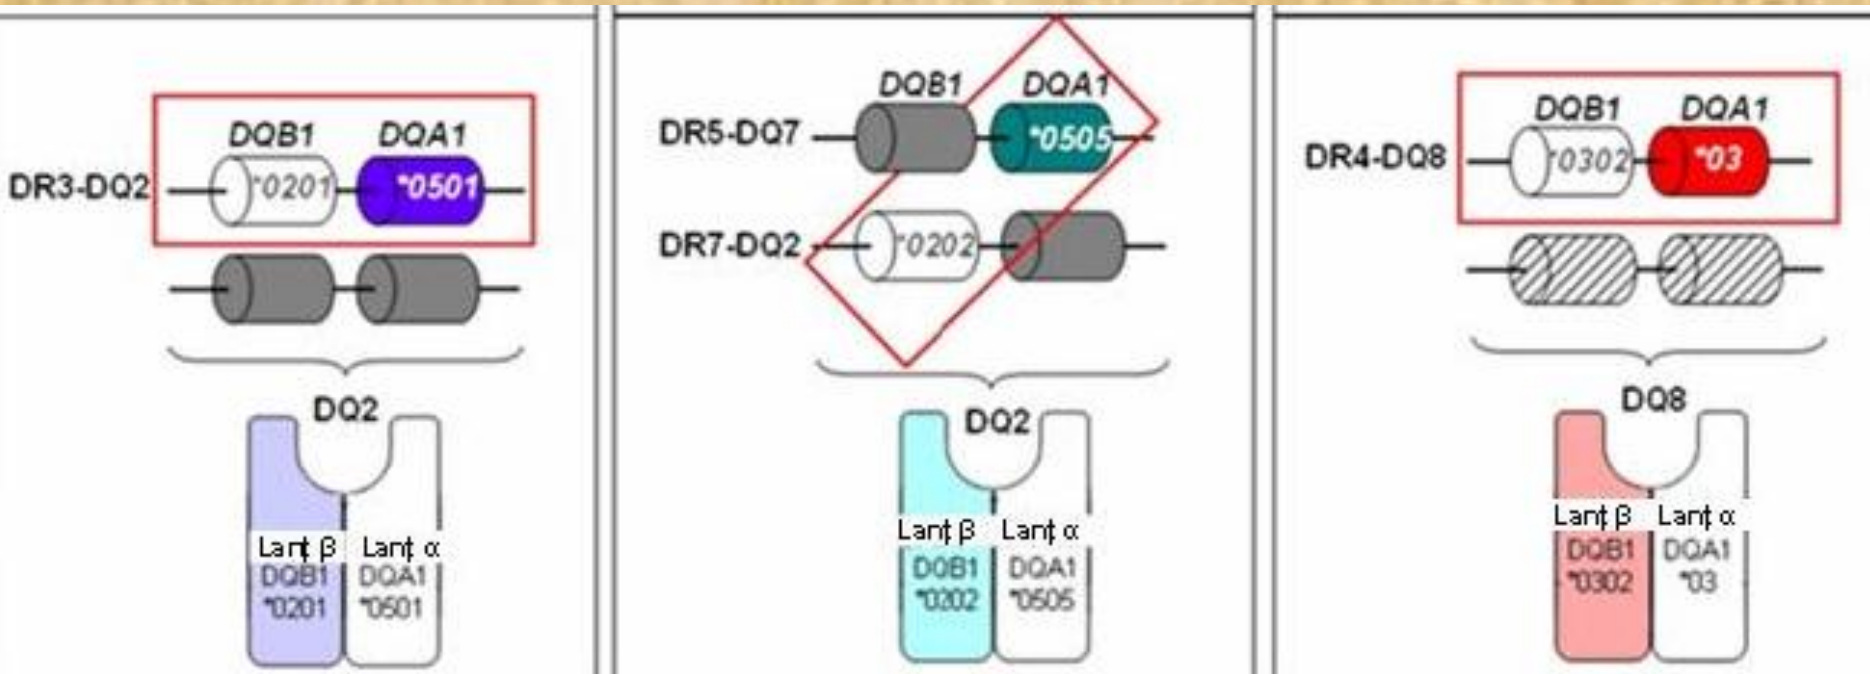 DQB1 DQA1
DR3-DQ2 *0201 *0501
DQ2
Lanț β Lanț α
DQB1 DQA1
*0201 *0501
DQB1 DQA1
DR5-DQ7 *0505
DR7-DQ2 *0202
DQ2
Lanț β Lanț α
DQB1 DQA1
*0202 *0505
DQB1 DQA1
DR4-DQ8 *0302 *03
DQ8
Lanț β Lanț α
DQB1 DQA1
*0302 *03